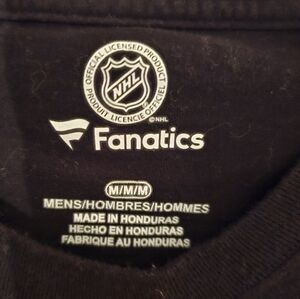 OFFICIAL LICENSED PRODUCT
NHL
PRODUIT LICENCIÉ OFFICIEL
©NHL
Fanatics
M/M/M
MENS/HOMBRES/HOMMES
MADE IN HONDURAS
HECHO EN HONDURAS
FABRIQUE AU HONDURAS